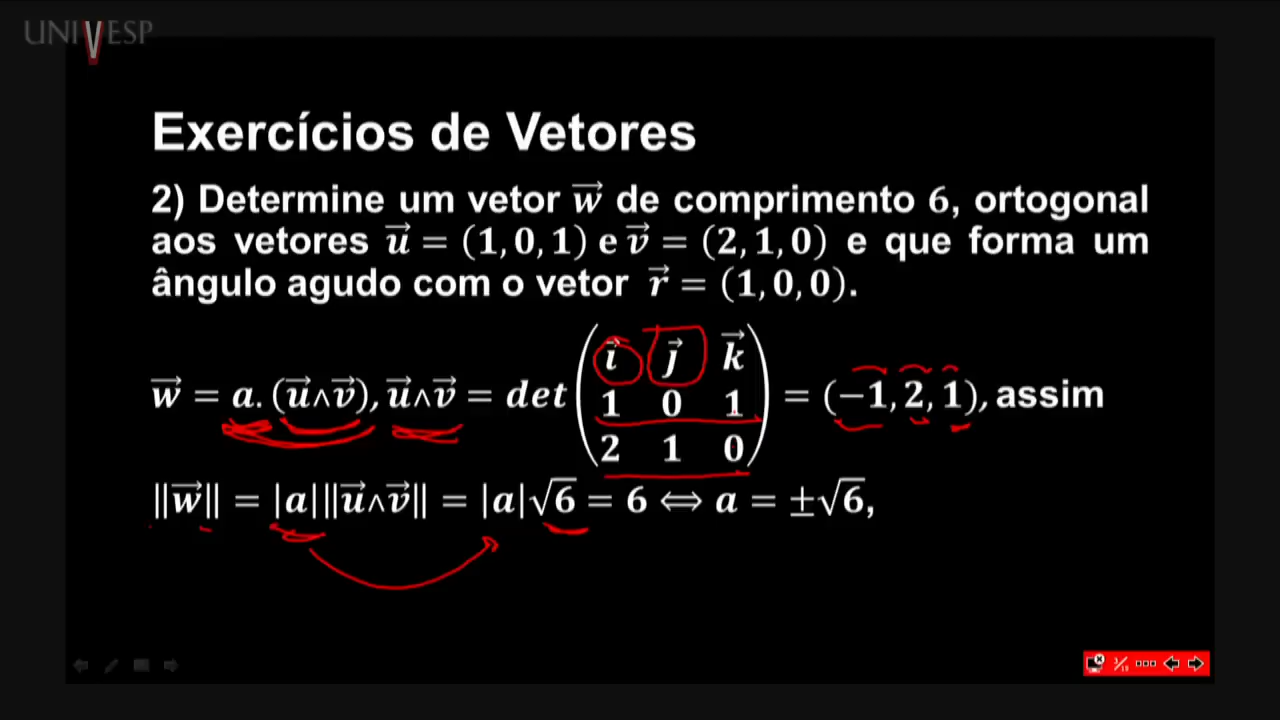 UNIVESP
Exercícios de Vetores
2) Determine um vetor w⃗ de comprimento 6, ortogonal
aos vetores u⃗ = (1, 0, 1) e v⃗ = (2, 1, 0) e que forma um
ângulo agudo com o vetor r⃗ = (1, 0, 0).
w⃗ = a. (u⃗∧v⃗), u⃗∧v⃗ = det (i⃗ j⃗ k⃗
1 0 1
2 1 0) = (−1, 2, 1), assim
‖w⃗‖ = |a|‖u⃗∧v⃗‖ = |a|√6 = 6 ⟺ a = ±√6,
3/19